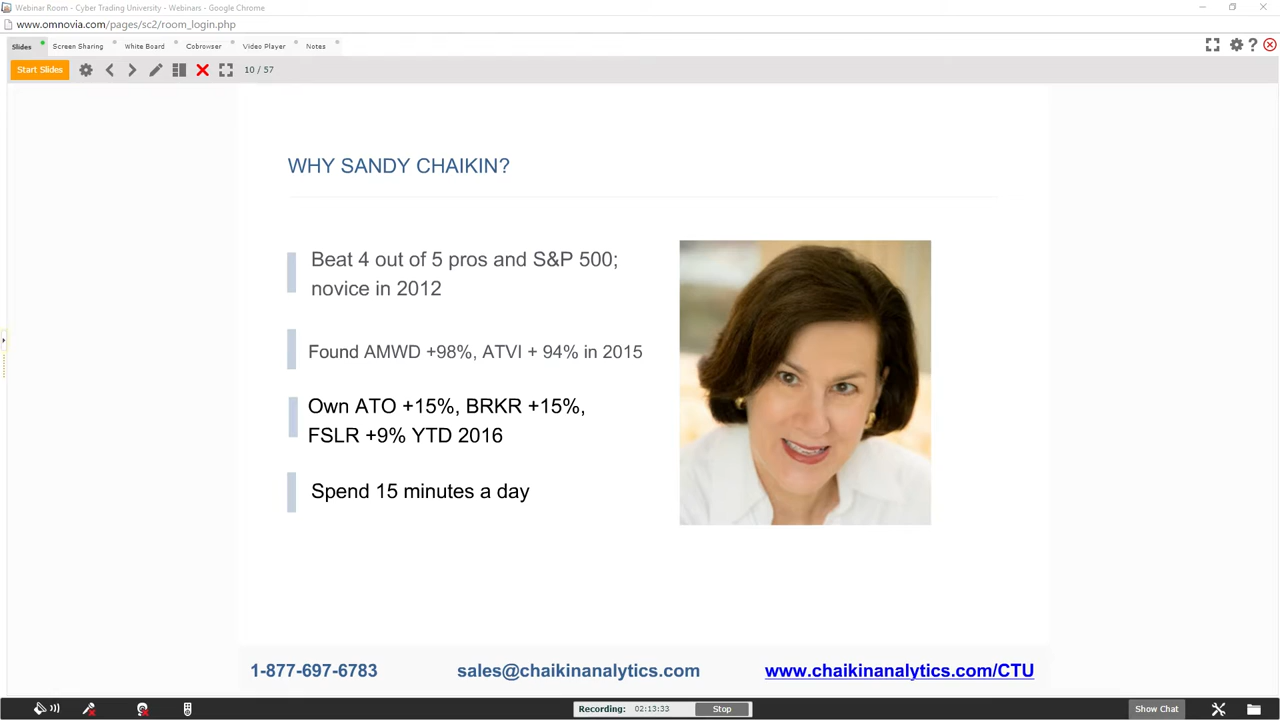 Webinar Room - Cyber Trading University - Webinars - Google Chrome
www.omnovia.com/pages/sc2/room_login.php
Slides Screen Sharing White Board Cobrowser Video Player Notes
Start Slides 10 / 57
WHY SANDY CHAIKIN?
Beat 4 out of 5 pros and S&P 500;
novice in 2012
Found AMWD +98%, ATVI + 94% in 2015
Own ATO +15%, BRKR +15%,
FSLR +9% YTD 2016
Spend 15 minutes a day
1-877-697-6783 sales@chaikinanalytics.com www.chaikinanalytics.com/CTU
Recording: 02:13:33 Stop Show Chat